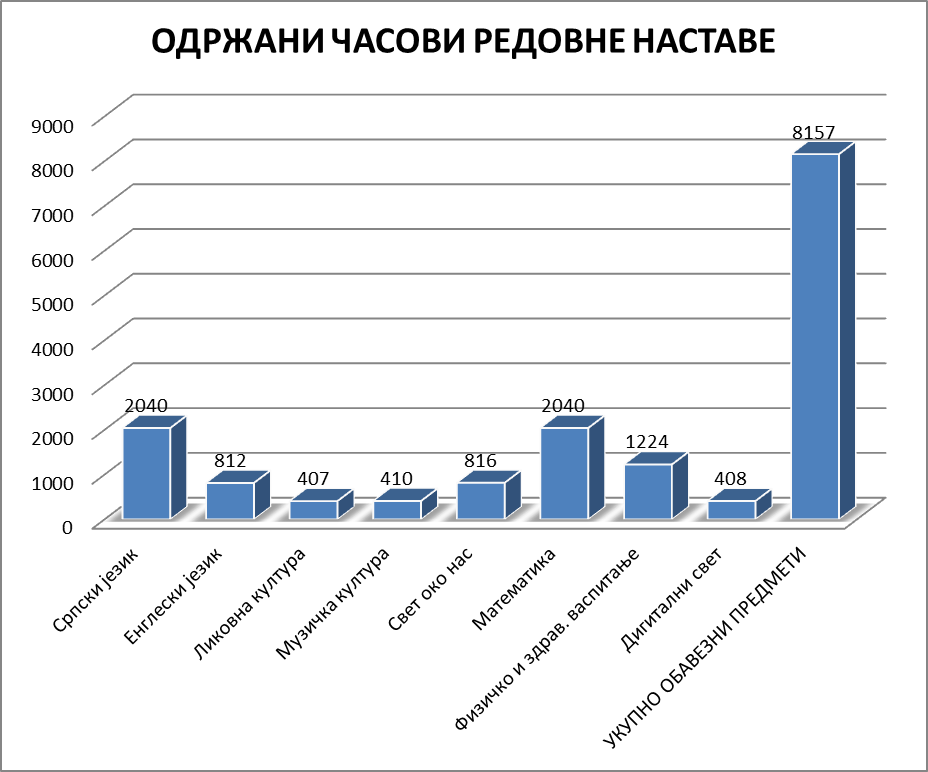 ОДРЖАНИ ЧАСОВИ РЕДОВНЕ НАСТАВЕ
9000
8000
7000
6000
5000
4000
3000
2000
1000
0
2040
812
407
410
816
2040
1224
408
8157
Српски језик
Енглески језик
Ликовна култура
Музичка култура
Свет око нас
Математика
Физичко и здрав. васпитање
Дигитални свет
УКУПНО ОБАВЕЗНИ ПРЕДМЕТИ